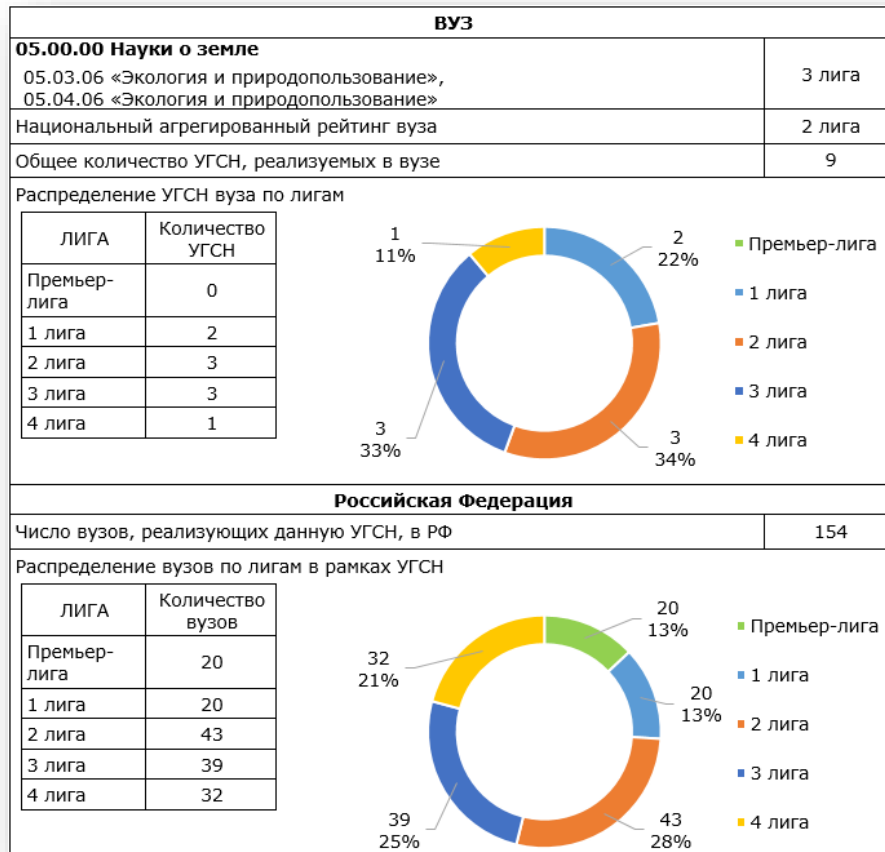 ВУЗ
05.00.00 Науки о земле
05.03.06 «Экология и природопользование»,
05.04.06 «Экология и природопользование»
3 лига
Национальный агрегированный рейтинг вуза
2 лига
Общее количество УГСН, реализуемых в вузе
9
Распределение УГСН вуза по лигам
ЛИГА
Количество
УГСН
Премьер-
лига
0
1 лига
2
2 лига
3
3 лига
3
4 лига
1
1
11%
2
22%
3
33%
3
34%
Премьер-лига
1 лига
2 лига
3 лига
4 лига
Российская Федерация
Число вузов, реализующих данную УГСН, в РФ
154
Распределение вузов по лигам в рамках УГСН
ЛИГА
Количество
вузов
Премьер-
лига
20
1 лига
20
2 лига
43
3 лига
39
4 лига
32
20
13%
32
21%
20
13%
39
25%
43
28%
Премьер-лига
1 лига
2 лига
3 лига
4 лига